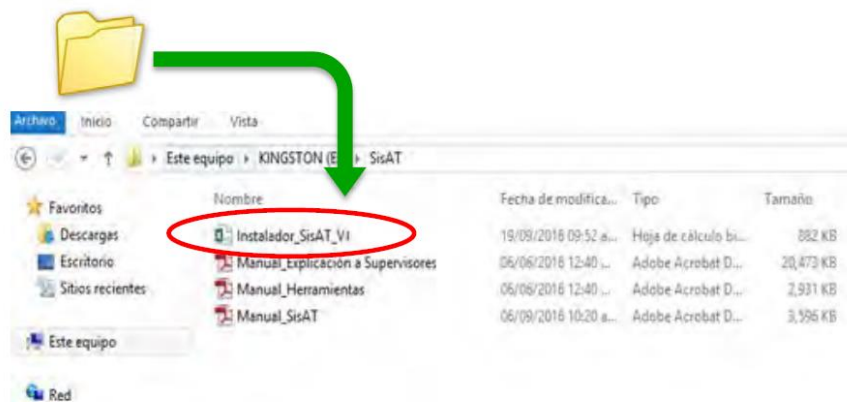 Archivo Inicio Compartir Vista
Este equipo KINGSTON (E SisAT
Nombre Fecha de modifica... Tipo Tamaño
Favoritos
Descargas
Escritorio
Sitios recientes
Este equipo
Red
Instalador_SisAT_V1 19/09/2016 09:52 a... Hoja de cálculo bi... 882 KB
Manual_Explicación a Supervisores 06/06/2016 12:40 ... Adobe Acrobat D... 20,473 KB
Manual_Herramientas 06/06/2016 12:40 ... Adobe Acrobat D... 2,931 KB
Manual_SisAT 06/09/2016 10:20 a... Adobe Acrobat D... 3,596 KB